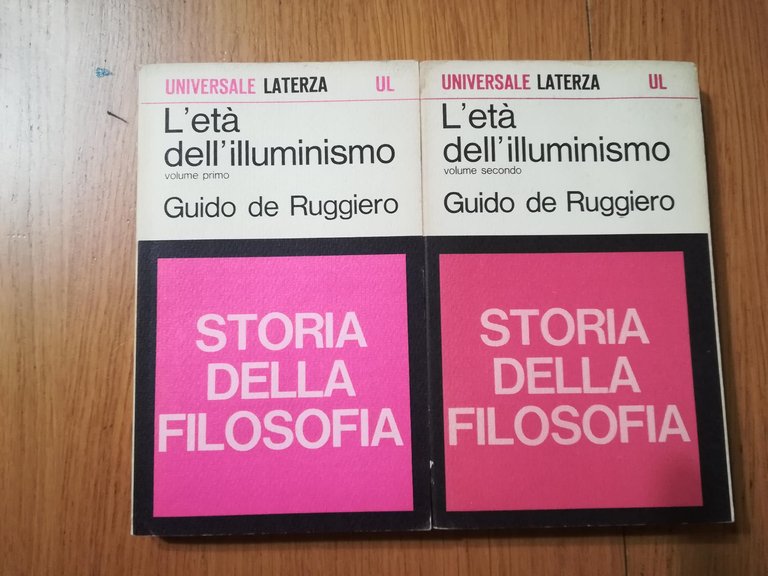 UNIVERSALE LATERZA UL
L'età
dell'illuminismo
volume primo
Guido de Ruggiero
STORIA
DELLA
FILOSOFIA
UNIVERSALE LATERZA UL
L'età
dell'illuminismo
volume secondo
Guido de Ruggiero
STORIA
DELLA
FILOSOFIA